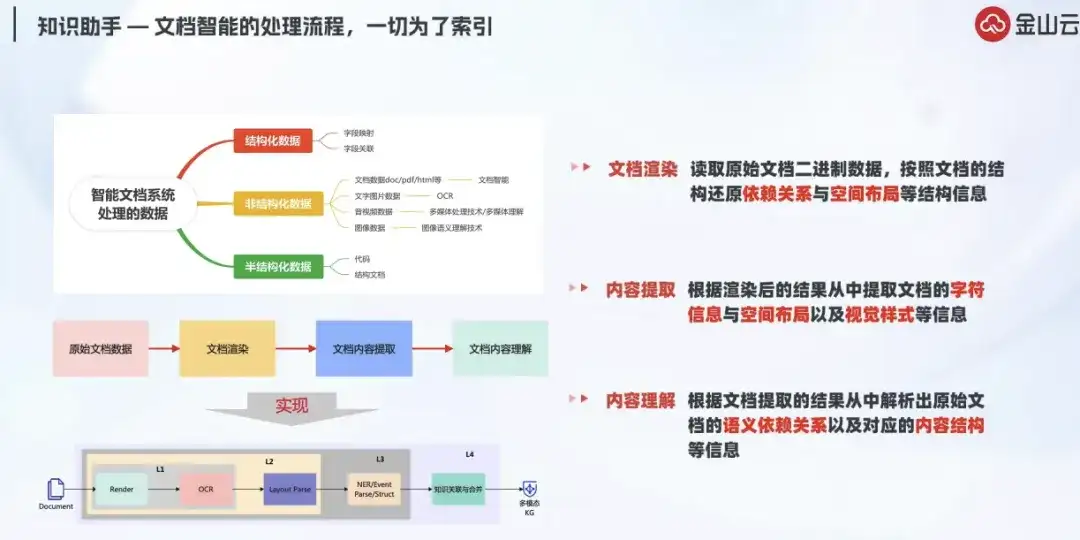 知识助手 — 文档智能的处理流程，一切为了索引
金山云
智能文档系统
处理的数据
结构化数据
字段映射
字段关联
非结构化数据
文档数据doc/pdf/html等
文档智能
文字图片数据
OCR
音视频数据
多媒体处理技术/多媒体理解
图像数据
图像语义理解技术
半结构化数据
代码
结构文档
原始文档数据
文档渲染
文档内容提取
文档内容理解
实现
L1
L2
L3
L4
Document
Render
OCR
Layout Parse
NER/Event
Parse/Struct
知识关联与合并
多模态
KG
文档渲染 读取原始文档二进制数据，按照文档的结
构还原依赖关系与空间布局等结构信息
内容提取 根据渲染后的结果从中提取文档的字符
信息与空间布局以及视觉样式等信息
内容理解 根据文档提取的结果从中解析出原始文
档的语义依赖关系以及对应的内容结构
等信息